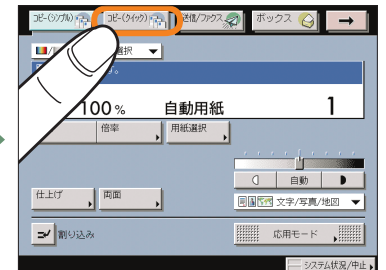 コピー(シンプル) コピー(クイック) 送信/ファクス ボックス
選択
100% 自動用紙 1
倍率 用紙選択
自動
仕上げ 両面 文字/写真/地図
割り込み 応用モード
システム状況/中止